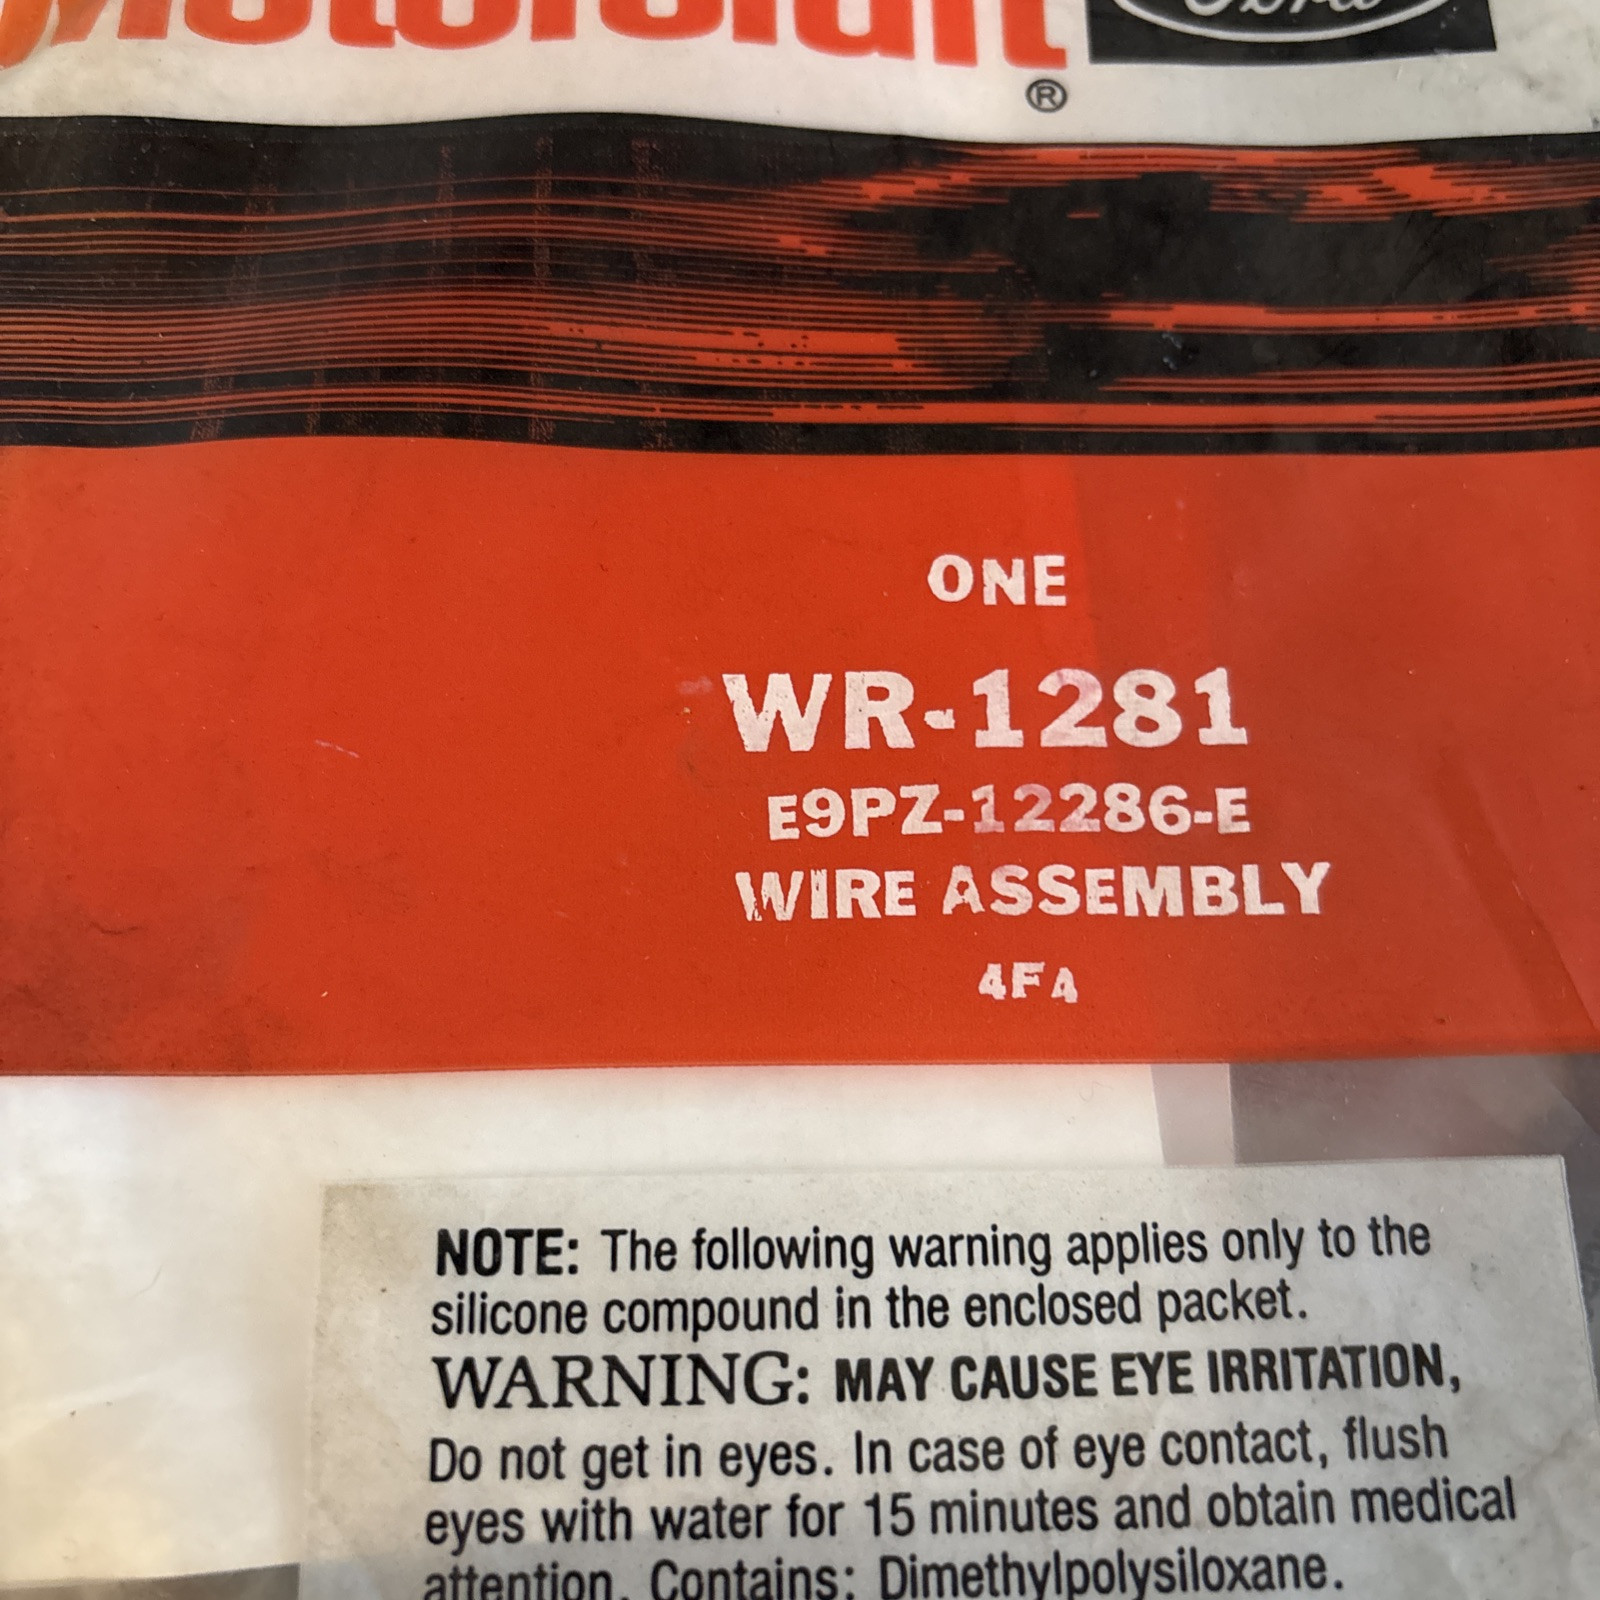 Motorcraft
Ford
®
ONE
WR-1281
E9PZ-12286-E
WIRE ASSEMBLY
4F4
NOTE: The following warning applies only to the
silicone compound in the enclosed packet.
WARNING: MAY CAUSE EYE IRRITATION,
Do not get in eyes. In case of eye contact, flush
eyes with water for 15 minutes and obtain medical
attention. Contains: Dimethylpolysiloxane.